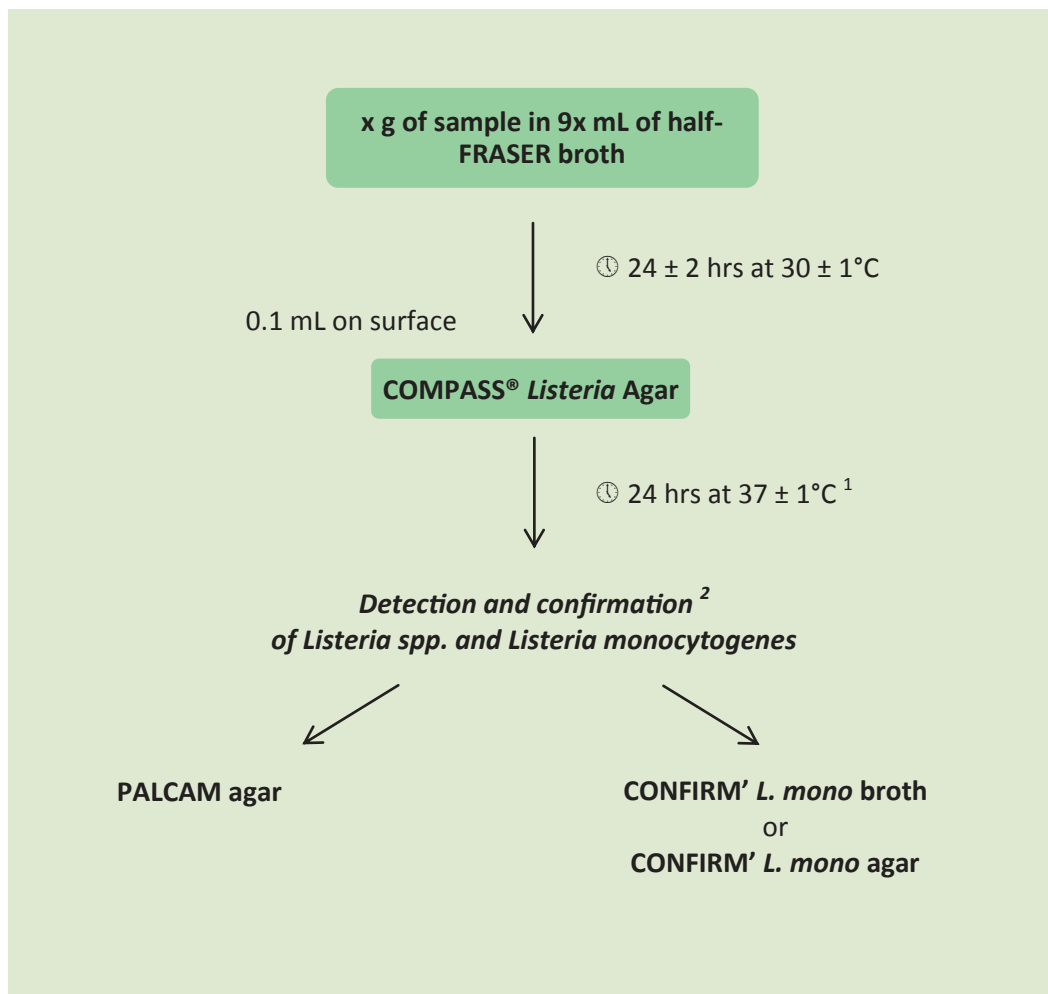 x g of sample in 9x mL of half-
FRASER broth
24 ± 2 hrs at 30 ± 1°C
0.1 mL on surface
COMPASS® Listeria Agar
24 hrs at 37 ± 1°C 1
Detection and confirmation 2
of Listeria spp. and Listeria monocytogenes
PALCAM agar
CONFIRM’ L. mono broth
or
CONFIRM’ L. mono agar